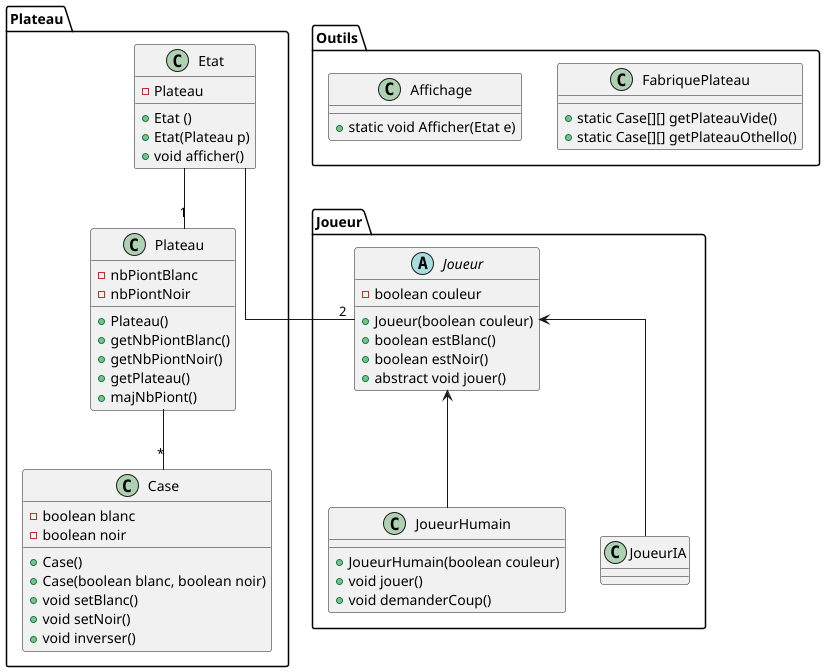 Plateau
C Etat
Plateau
Etat ()
Etat(Plateau p)
void afficher()
1
C Plateau
nbPiontBlanc
nbPiontNoir
Plateau()
getNbPiontBlanc()
getNbPiontNoir()
getPlateau()
majNbPiont()
*
C Case
boolean blanc
boolean noir
Case()
Case(boolean blanc, boolean noir)
void setBlanc()
void setNoir()
void inverser()
Outils
C Affichage
static void Afficher(Etat e)
C FabriquePlateau
static Case[][] getPlateauVide()
static Case[][] getPlateauOthello()
Joueur
A Joueur
boolean couleur
2
Joueur(boolean couleur)
boolean estBlanc()
boolean estNoir()
abstract void jouer()
C JoueurHumain
JoueurHumain(boolean couleur)
void jouer()
void demanderCoup()
C JoueurIA